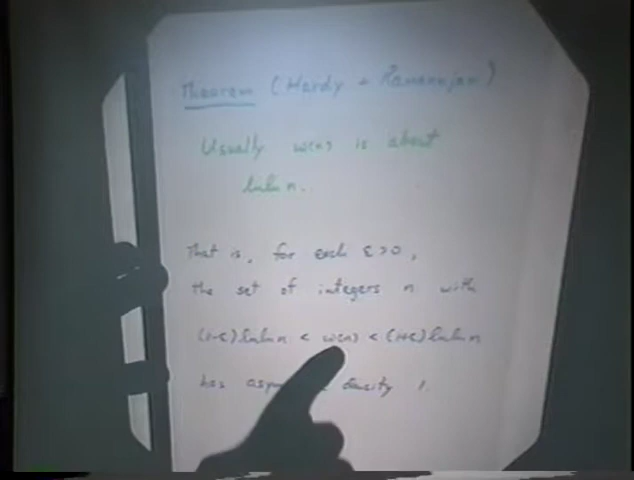 Theorem (Hardy + Ramanujan)
Usually ω(n) is about
lnln n.
That is, for each ε>0,
the set of integers n with
(1-ε)lnln n < ω(n) < (1+ε)lnln n
has density 1.